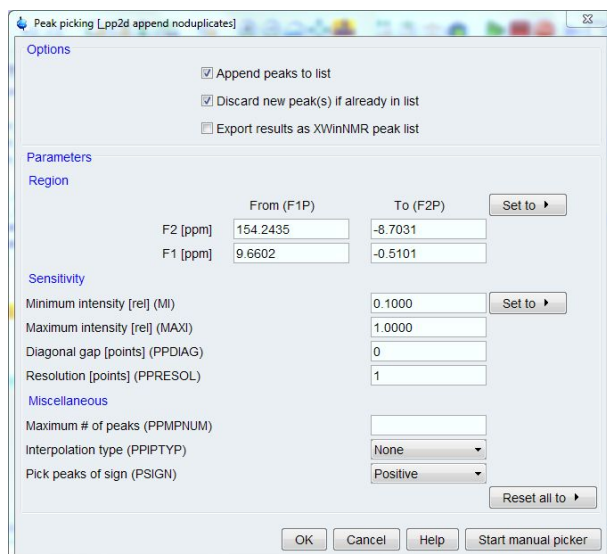 Peak picking [_pp2d append noduplicates]
Options
Append peaks to list
Discard new peak(s) if already in list
Export results as XWinNMR peak list
Parameters
Region
From (F1P) To (F2P) Set to
F2 [ppm] 154.2435 -8.7031
F1 [ppm] 9.6602 -0.5101
Sensitivity
Minimum intensity [rel] (MI) 0.1000 Set to
Maximum intensity [rel] (MAXI) 1.0000
Diagonal gap [points] (PPDIAG) 0
Resolution [points] (PPRESOL) 1
Miscellaneous
Maximum # of peaks (PPMPNUM)
Interpolation type (PPIPTYP) None
Pick peaks of sign (PSIGN) Positive
Reset all to
OK Cancel Help Start manual picker